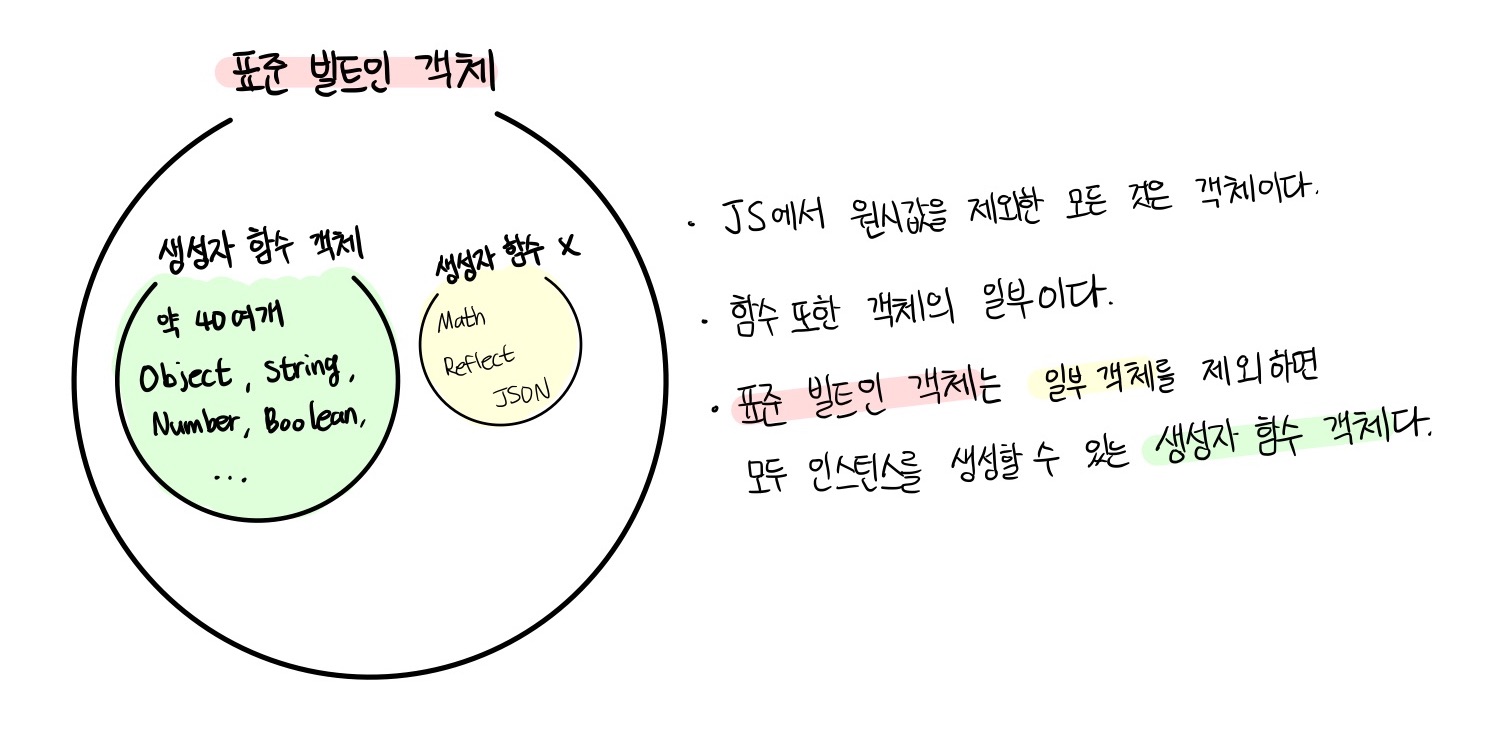 표준 빌트인 객체
생성자 함수 객체
약 40여개
Object, String,
Number, Boolean,
...
생성자 함수 X
Math
Reflect
JSON
· JS에서 원시값을 제외한 모든 것은 객체이다.
· 함수 또한 객체의 일부이다.
· 표준 빌트인 객체는 일부 객체를 제외하면
모두 인스턴스를 생성할 수 있는 생성자 함수 객체다.